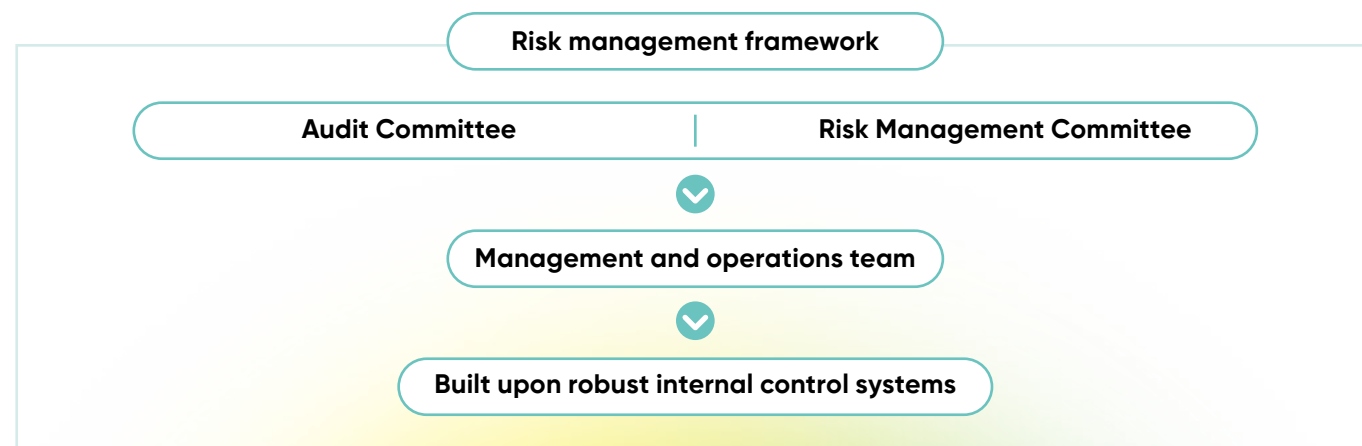 Risk management framework
Audit Committee | Risk Management Committee
Management and operations team
Built upon robust internal control systems